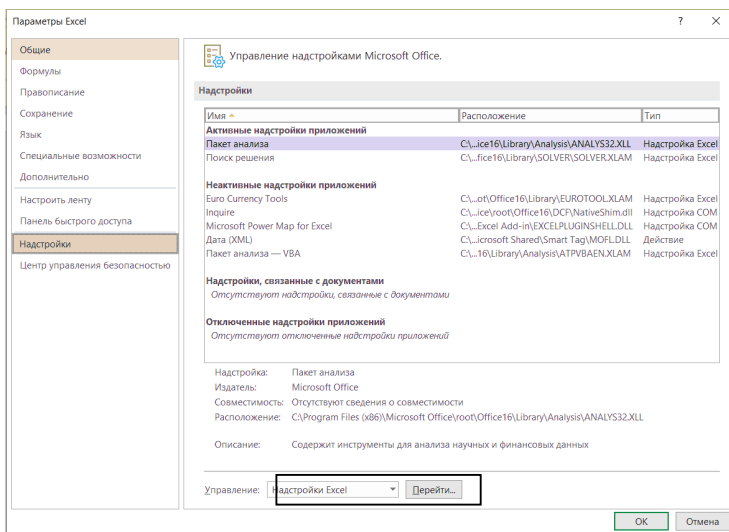 Параметры Excel ? ×
Общие
Формулы
Правописание
Сохранение
Язык
Специальные возможности
Дополнительно
Настроить ленту
Панель быстрого доступа
Надстройки
Центр управления безопасностью
Управление надстройками Microsoft Office.
Надстройки
Имя Расположение Тип
Активные надстройки приложений
Пакет анализа C:\...ice16\Library\Analysis\ANALYS32.XLL Надстройка Excel
Поиск решения C:\...fice16\Library\SOLVER\SOLVER.XLAM Надстройка Excel
Неактивные надстройки приложений
Euro Currency Tools C:\...ot\Office16\Library\EUROTOOL.XLAM Надстройка Excel
Inquire C:\...ice\root\Office16\DCF\NativeShim.dll Надстройка COM
Microsoft Power Map for Excel C:\...Excel Add-in\EXCELPLUGINSHELL.DLL Надстройка COM
Дата (XML) C:\...icrosoft Shared\Smart Tag\MOFL.DLL Действие
Пакет анализа — VBA C:\...16\Library\Analysis\ATPVBAEN.XLAM Надстройка Excel
Надстройки, связанные с документами
Отсутствуют надстройки, связанные с документами
Отключенные надстройки приложений
Отсутствуют отключенные надстройки приложений
Надстройка: Пакет анализа
Издатель: Microsoft Office
Совместимость: Отсутствуют сведения о совместимости
Расположение: C:\Program Files (x86)\Microsoft Office\root\Office16\Library\Analysis\ANALYS32.XLL
Описание: Содержит инструменты для анализа научных и финансовых данных
Управление: Надстройки Excel Перейти...
ОК Отмена